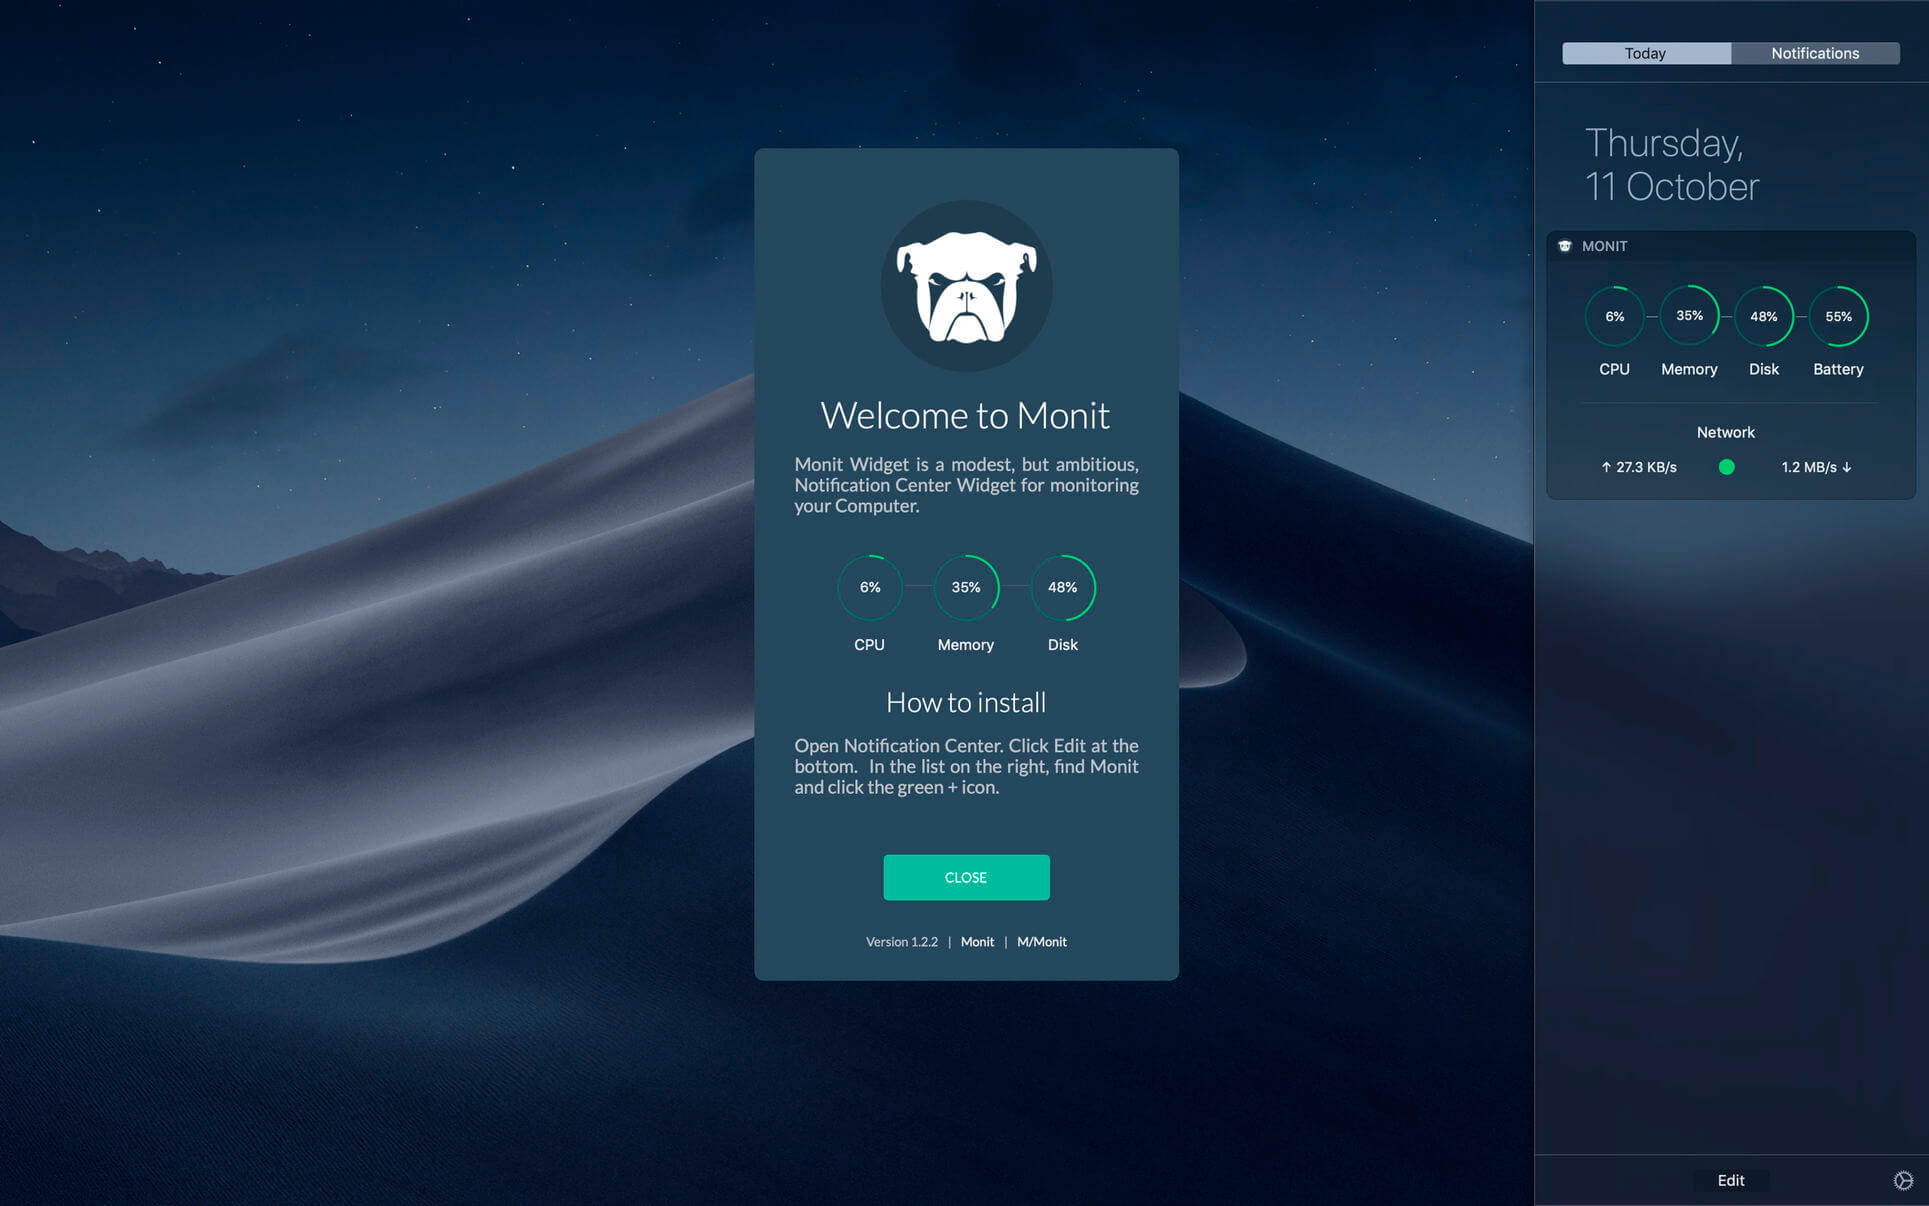 Today
Notifications
Thursday,
11 October
MONIT
6%
35%
48%
55%
CPU
Memory
Disk
Battery
Network
↑ 27.3 KB/s
1.2 MB/s ↓
Edit
Welcome to Monit
Monit Widget is a modest, but ambitious,
Notification Center Widget for monitoring
your Computer.
6%
35%
48%
CPU
Memory
Disk
How to install
Open Notification Center. Click Edit at the
bottom. In the list on the right, find Monit
and click the green + icon.
CLOSE
Version 1.2.2 | Monit | M/Monit